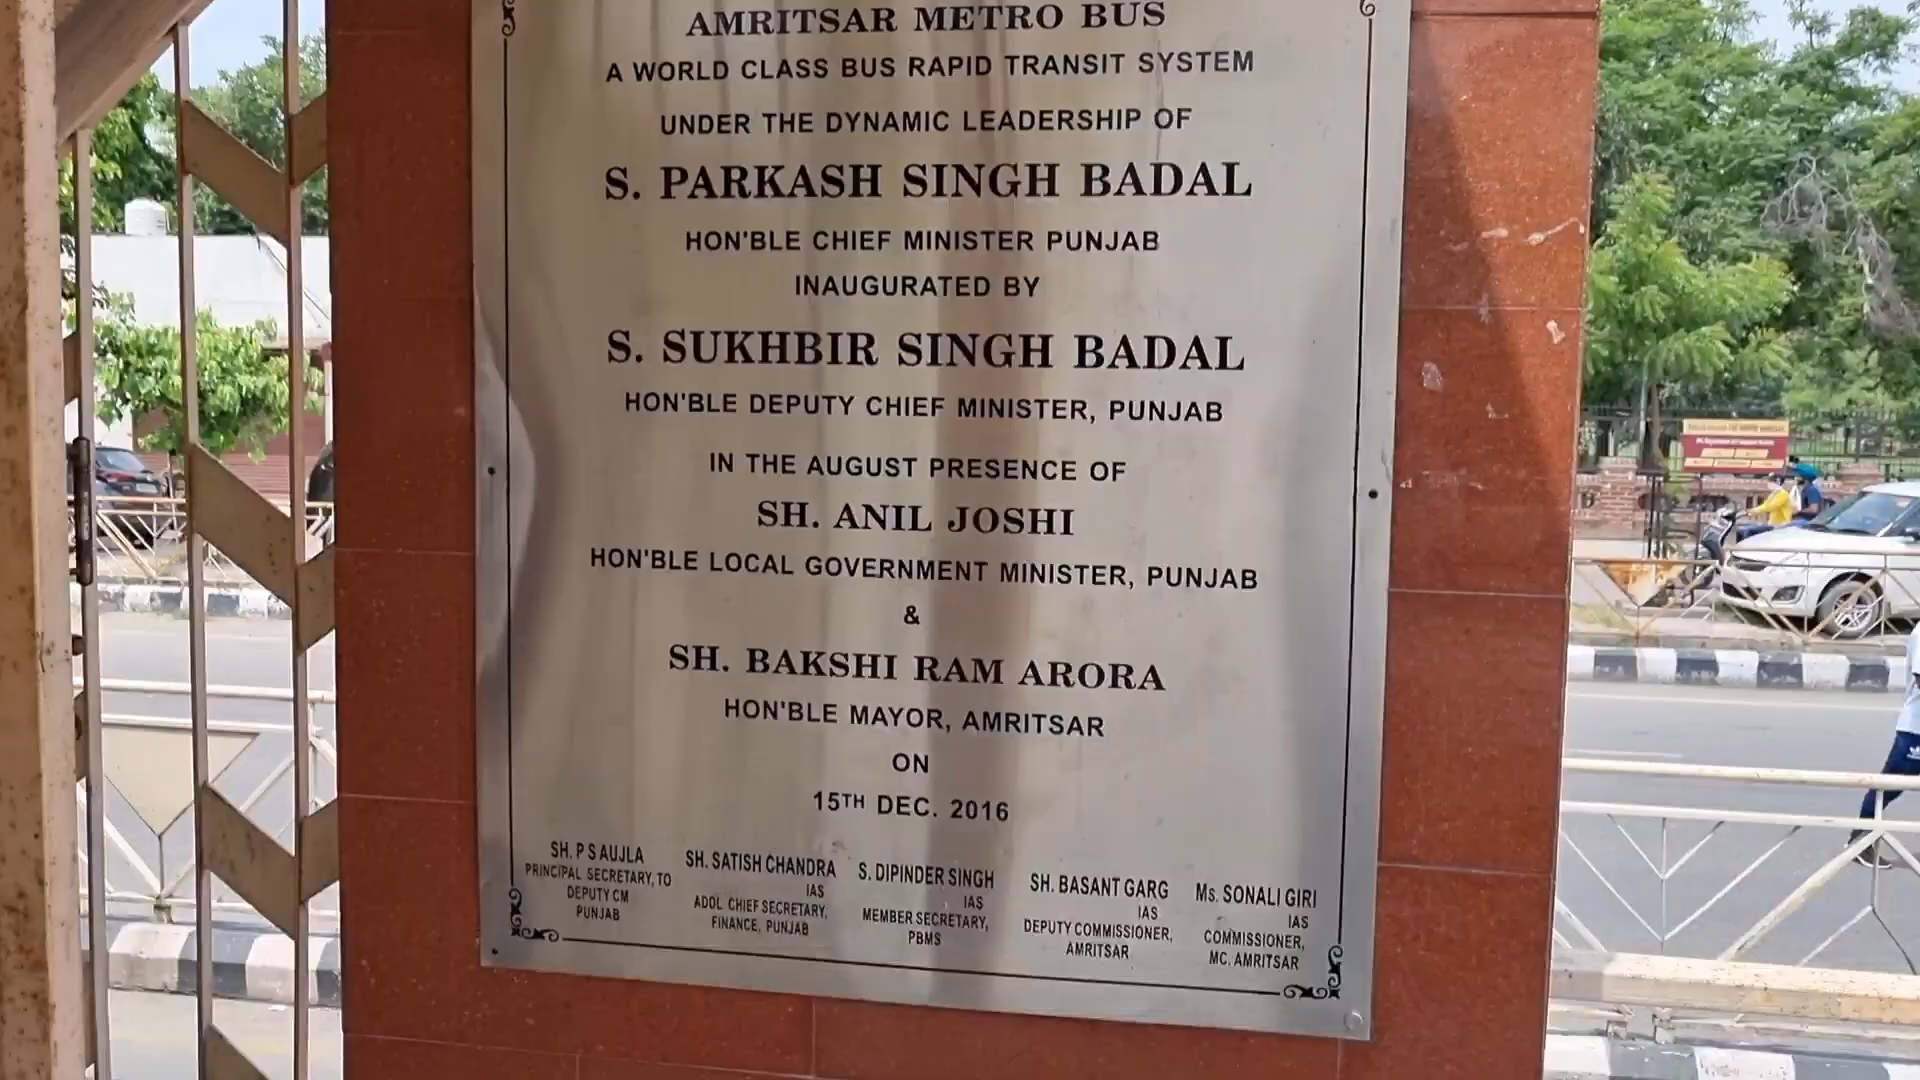 AMRITSAR METRO BUS
A WORLD CLASS BUS RAPID TRANSIT SYSTEM
UNDER THE DYNAMIC LEADERSHIP OF
S. PARKASH SINGH BADAL
HON'BLE CHIEF MINISTER PUNJAB
INAUGURATED BY
S. SUKHBIR SINGH BADAL
HON'BLE DEPUTY CHIEF MINISTER, PUNJAB
IN THE AUGUST PRESENCE OF
SH. ANIL JOSHI
HON'BLE LOCAL GOVERNMENT MINISTER, PUNJAB
&
SH. BAKSHI RAM ARORA
HON'BLE MAYOR, AMRITSAR
ON
15TH DEC. 2016
SH. P S AUJLA
PRINCIPAL SECRETARY, TO
DEPUTY CM
PUNJAB
SH. SATISH CHANDRA
IAS
ADDL CHIEF SECRETARY,
FINANCE, PUNJAB
S. DIPINDER SINGH
IAS
MEMBER SECRETARY,
PBMS
SH. BASANT GARG
IAS
DEPUTY COMMISSIONER,
AMRITSAR
Ms. SONALI GIRI
IAS
COMMISSIONER,
MC. AMRITSAR